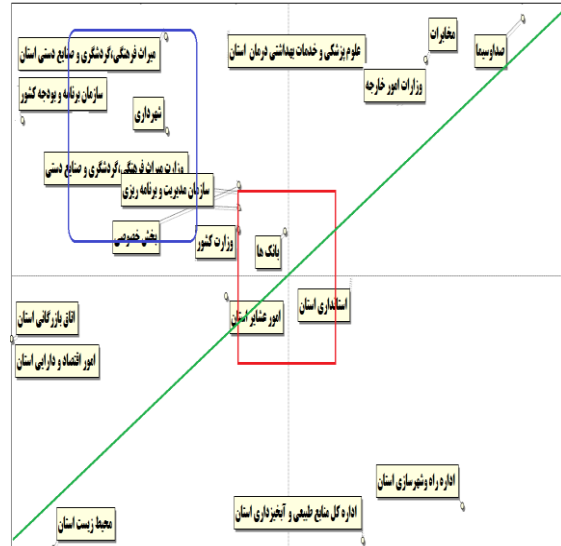 صداوسیما
مخابرات
علوم پزشکی و خدمات بهداشتی درمان استان
میراث فرهنگی،گردشگری و صنایع دستی استان
وزارات امور خارجه
سازمان برنامه و بودجه کشور
شهرداری
وزارت میراث فرهنگی،گردشگری و صنایع دستی
سازمان مدیریت و برنامه ریزی
بخش خصوصی
وزارت کشور
بانک ها
استانداری استان
امور عشایر استان
اتاق بازرگانی استان
امور اقتصاد و دارایی استان
اداره راه وشهرسازی استان
اداره کل منابع طبیعی و آبخیزداری استان
محیط زیست استان